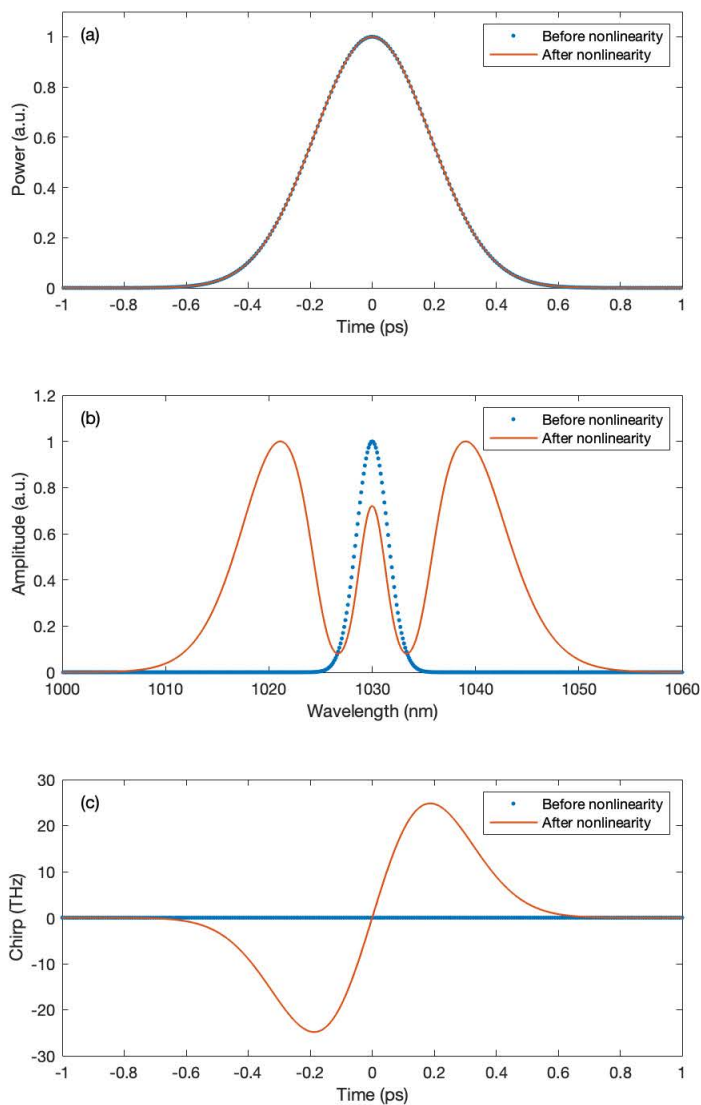 (a)
Before nonlinearity
After nonlinearity
1
0.8
0.6
0.4
0.2
0
Power (a.u.)
-1 -0.8 -0.6 -0.4 -0.2 0 0.2 0.4 0.6 0.8 1
Time (ps)
(b)
Before nonlinearity
After nonlinearity
1.2
1
0.8
0.6
0.4
0.2
0
Amplitude (a.u.)
1000 1010 1020 1030 1040 1050 1060
Wavelength (nm)
(c)
Before nonlinearity
After nonlinearity
30
20
10
0
-10
-20
-30
Chirp (THz)
-1 -0.8 -0.6 -0.4 -0.2 0 0.2 0.4 0.6 0.8 1
Time (ps)